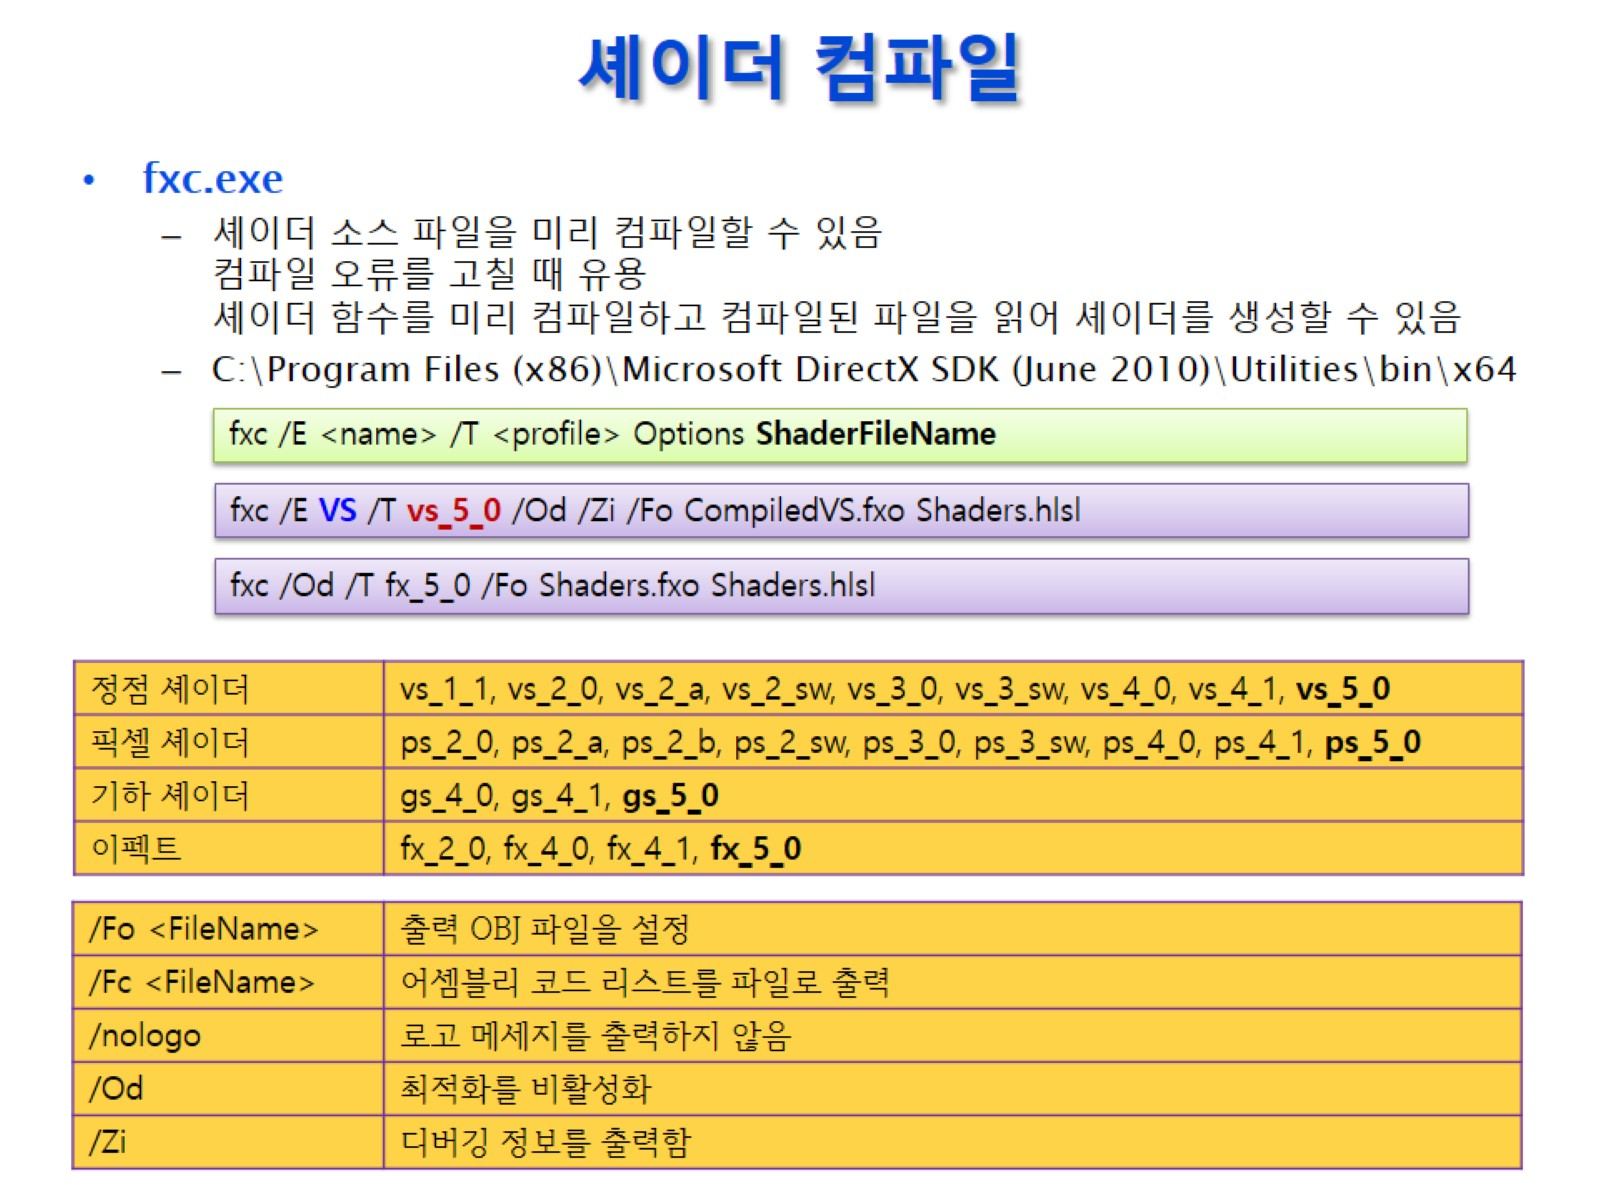 셰이더 컴파일
• fxc.exe
– 셰이더 소스 파일을 미리 컴파일할 수 있음
컴파일 오류를 고칠 때 유용
셰이더 함수를 미리 컴파일하고 컴파일된 파일을 읽어 셰이더를 생성할 수 있음
– C:\Program Files (x86)\Microsoft DirectX SDK (June 2010)\Utilities\bin\x64
fxc /E <name> /T <profile> Options ShaderFileName
fxc /E VS /T vs_5_0 /Od /Zi /Fo CompiledVS.fxo Shaders.hlsl
fxc /Od /T fx_5_0 /Fo Shaders.fxo Shaders.hlsl
정점 셰이더 vs_1_1, vs_2_0, vs_2_a, vs_2_sw, vs_3_0, vs_3_sw, vs_4_0, vs_4_1, vs_5_0
픽셀 셰이더 ps_2_0, ps_2_a, ps_2_b, ps_2_sw, ps_3_0, ps_3_sw, ps_4_0, ps_4_1, ps_5_0
기하 셰이더 gs_4_0, gs_4_1, gs_5_0
이펙트 fx_2_0, fx_4_0, fx_4_1, fx_5_0
/Fo <FileName> 출력 OBJ 파일을 설정
/Fc <FileName> 어셈블리 코드 리스트를 파일로 출력
/nologo 로고 메세지를 출력하지 않음
/Od 최적화를 비활성화
/Zi 디버깅 정보를 출력함